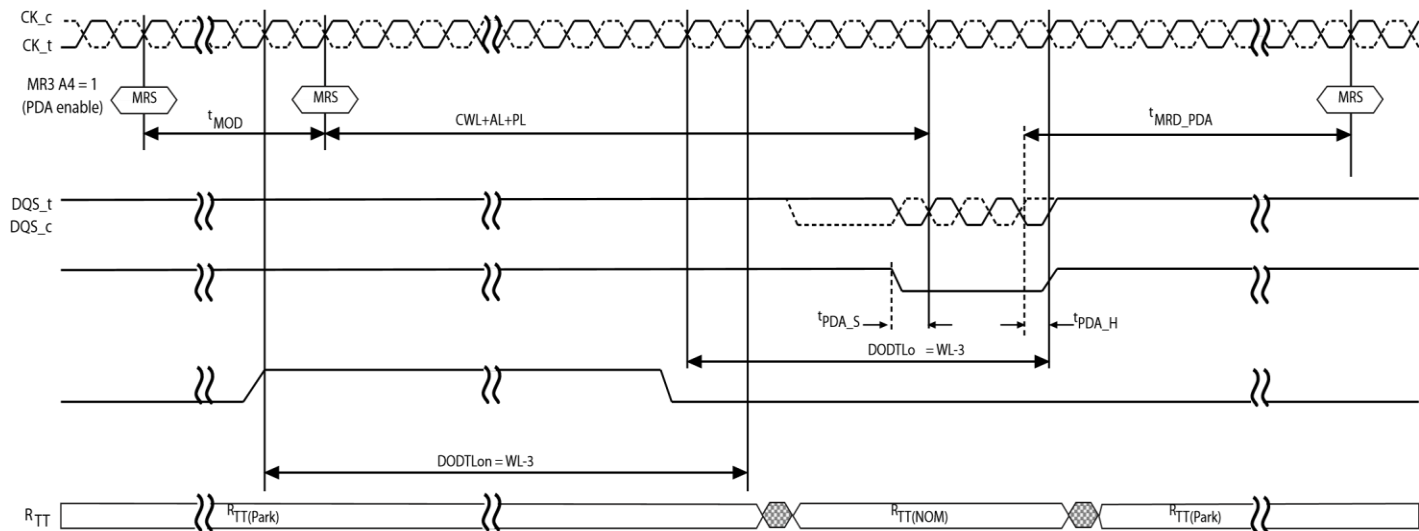 CK_c
CK_t
MR3 A4 = 1
(PDA enable)
MRS
MRS
MRS
tMOD
CWL+AL+PL
tMRD_PDA
DQS_t
DQS_c
tPDA_S
tPDA_H
DODTLo = WL-3
DODTLon = WL-3
RTT
RTT(Park)
RTT(NOM)
RTT(Park)